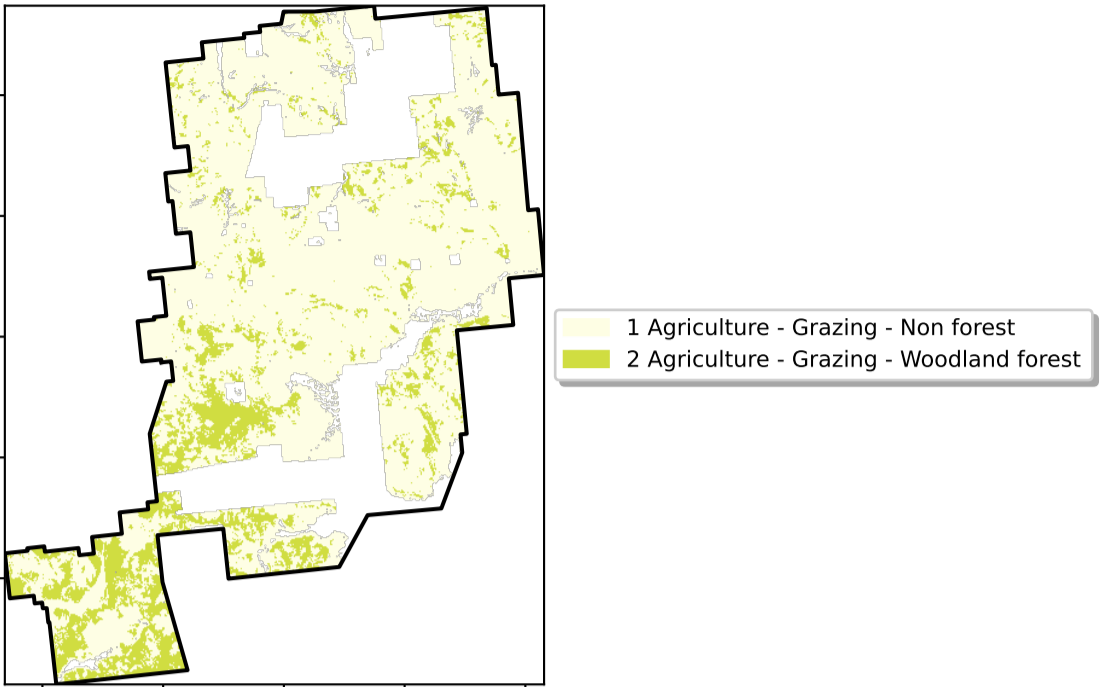 1 Agriculture - Grazing - Non forest
2 Agriculture - Grazing - Woodland forest